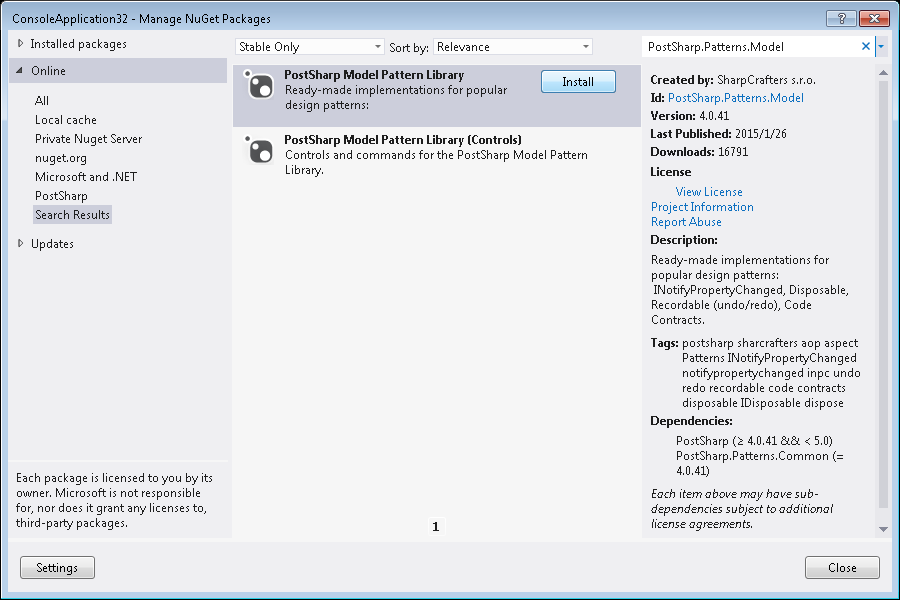 ConsoleApplication32 - Manage NuGet Packages
?
Installed packages
Online
All
Local cache
Private Nuget Server
nuget.org
Microsoft and .NET
PostSharp
Search Results
Updates
Each package is licensed to you by its
owner. Microsoft is not responsible
for, nor does it grant any licenses to,
third-party packages.
Settings
Stable Only
Sort by:
Relevance
PostSharp Model Pattern Library
Ready-made implementations for popular
design patterns:
Install
PostSharp Model Pattern Library (Controls)
Controls and commands for the PostSharp Model Pattern
Library.
1
PostSharp.Patterns.Model
Created by: SharpCrafters s.r.o.
Id: PostSharp.Patterns.Model
Version: 4.0.41
Last Published: 2015/1/26
Downloads: 16791
License
View License
Project Information
Report Abuse
Description:
Ready-made implementations for
popular design patterns:
INotifyPropertyChanged, Disposable,
Recordable (undo/redo), Code
Contracts.
Tags: postsharp sharcrafters aop aspect
Patterns INotifyPropertyChanged
notifypropertychanged inpc undo
redo recordable code contracts
disposable IDisposable dispose
Dependencies:
PostSharp (≥ 4.0.41 && < 5.0)
PostSharp.Patterns.Common (=
4.0.41)
Each item above may have sub-
dependencies subject to additional
license agreements.
Close